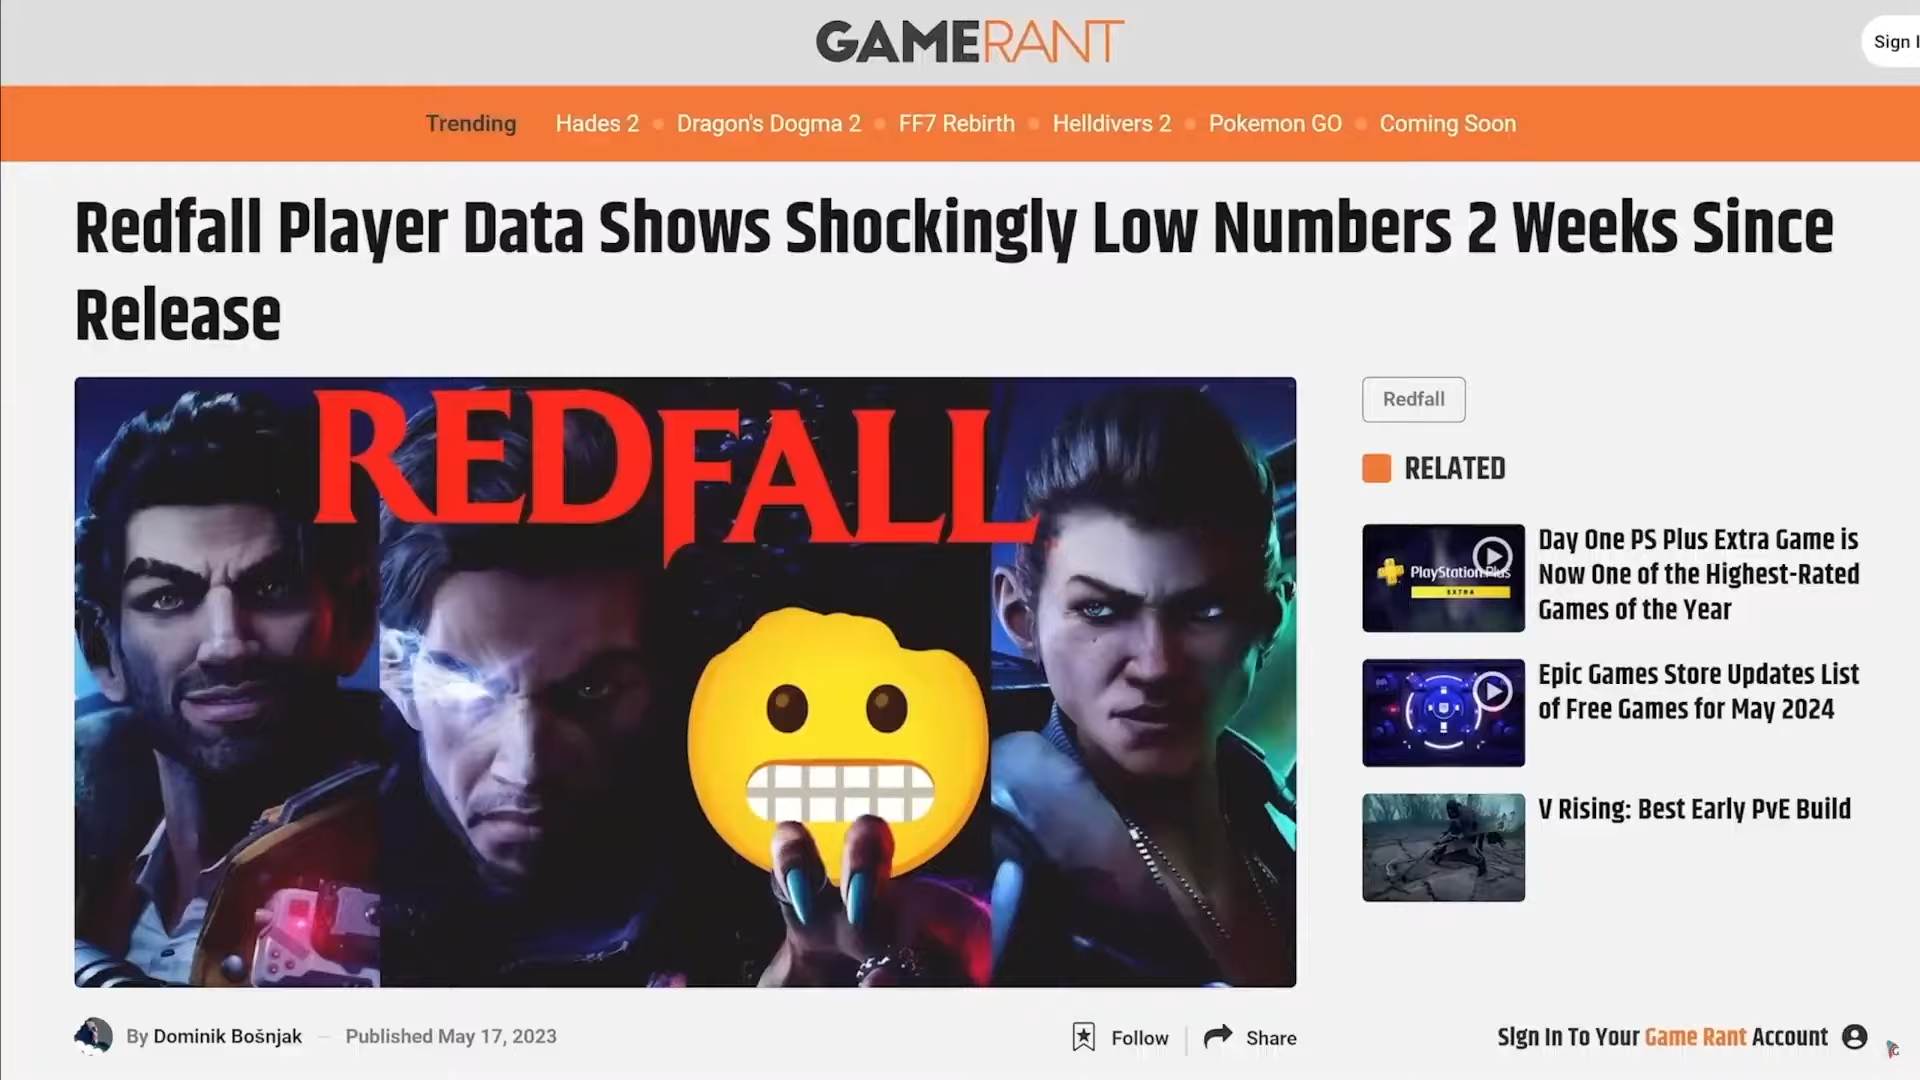 GAMERANT
Sign I
Trending Hades 2 Dragon's Dogma 2 FF7 Rebirth Helldivers 2 Pokemon GO Coming Soon
Redfall Player Data Shows Shockingly Low Numbers 2 Weeks Since
Release
REDFALL
Redfall
RELATED
PlayStation Plus
EXTRA
Day One PS Plus Extra Game is
Now One of the Highest-Rated
Games of the Year
Epic Games Store Updates List
of Free Games for May 2024
V Rising: Best Early PvE Build
By Dominik Bošnjak — Published May 17, 2023
Follow
Share
Sign In To Your Game Rant Account